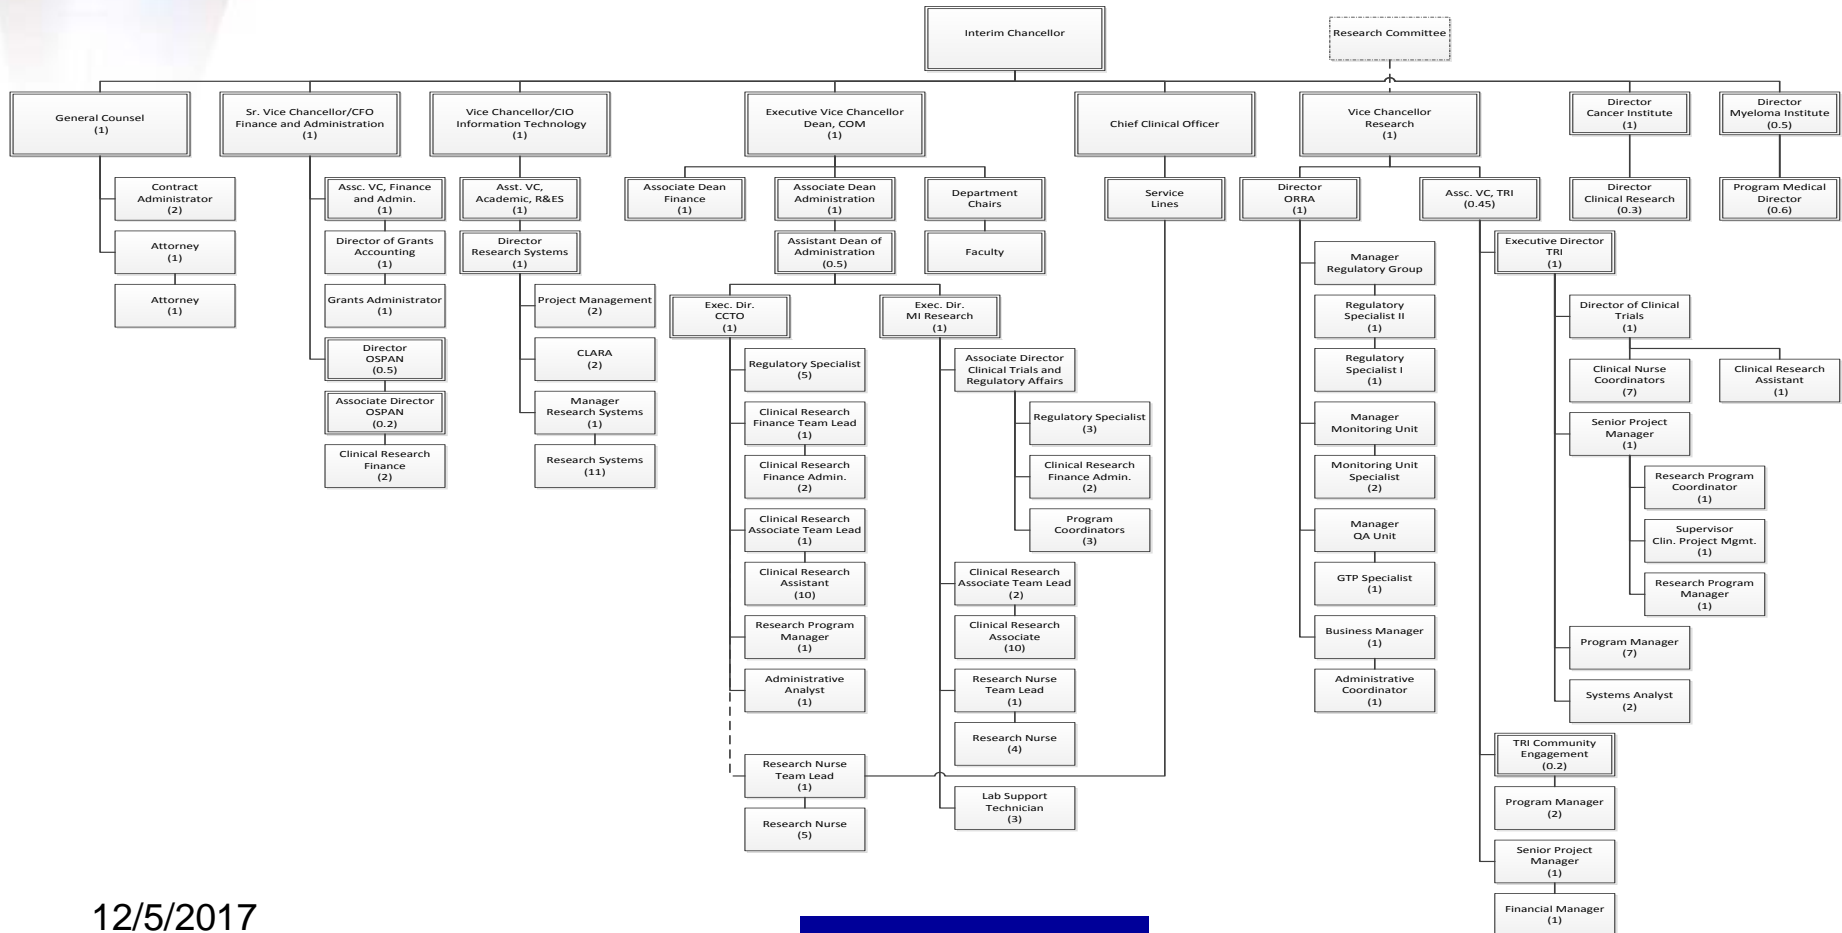 Interim Chancellor
Research Committee
General Counsel
(1)
Contract
Administrator
(2)
Attorney
(1)
Attorney
(1)
Sr. Vice Chancellor/CFO
Finance and Administration
(1)
Assc. VC, Finance
and Admin.
(1)
Director of Grants
Accounting
(1)
Grants Administrator
(1)
Director
OSPAN
(0.5)
Associate Director
OSPAN
(0.2)
Clinical Research
Finance
(2)
Vice Chancellor/CIO
Information Technology
(1)
Asst. VC,
Academic, R&ES
(1)
Director
Research Systems
(1)
Project Management
(2)
CLARA
(2)
Manager
Research Systems
(1)
Research Systems
(11)
Executive Vice Chancellor
Dean, COM
(1)
Associate Dean
Finance
(1)
Associate Dean
Administration
(1)
Department
Chairs
Assistant Dean of
Administration
(0.5)
Faculty
Exec. Dir.
CCTO
(1)
Regulatory Specialist
(5)
Clinical Research
Finance Team Lead
(1)
Clinical Research
Finance Admin.
(2)
Clinical Research
Associate Team Lead
(1)
Clinical Research
Assistant
(10)
Research Program
Manager
(1)
Administrative
Analyst
(1)
Research Nurse
Team Lead
(1)
Research Nurse
(5)
Exec. Dir.
MI Research
(1)
Associate Director
Clinical Trials and
Regulatory Affairs
Regulatory Specialist
(3)
Clinical Research
Finance Admin.
(2)
Program
Coordinators
(3)
Clinical Research
Associate Team Lead
(2)
Clinical Research
Associate
(10)
Research Nurse
Team Lead
(1)
Research Nurse
(4)
Lab Support
Technician
(3)
Chief Clinical Officer
Service
Lines
Vice Chancellor
Research
(1)
Director
ORRA
(1)
Manager
Regulatory Group
Regulatory
Specialist II
(1)
Regulatory
Specialist I
(1)
Manager
Monitoring Unit
Monitoring Unit
Specialist
(2)
Manager
QA Unit
GTP Specialist
(1)
Business Manager
(1)
Administrative
Coordinator
(1)
Assc. VC, TRI
(0.45)
Executive Director
TRI
(1)
Director of Clinical
Trials
(1)
Clinical Nurse
Coordinators
(7)
Clinical Research
Assistant
(1)
Senior Project
Manager
(1)
Research Program
Coordinator
(1)
Supervisor
Clin. Project Mgmt.
(1)
Research Program
Manager
(1)
Program Manager
(7)
Systems Analyst
(2)
TRI Community
Engagement
(0.2)
Program Manager
(2)
Senior Project
Manager
(1)
Financial Manager
(1)
Director
Cancer Institute
(1)
Director
Clinical Research
(0.3)
Director
Myeloma Institute
(0.5)
Program Medical
Director
(0.6)
12/5/2017